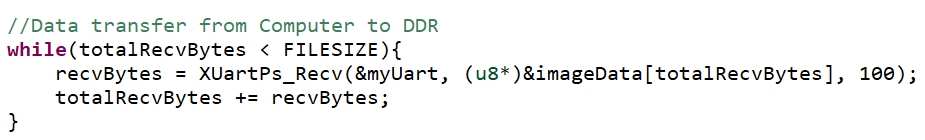 //Data transfer from Computer to DDR
while(totalRecvBytes < FILESIZE){
    recvBytes = XUartPs_Recv(&myUart, (u8*)&imageData[totalRecvBytes], 100);
    totalRecvBytes += recvBytes;
}